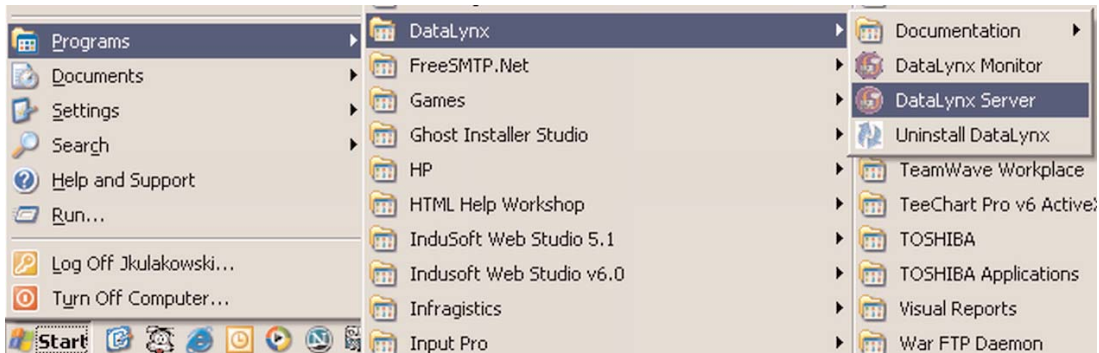 Programs
Documents
Settings
Search
Help and Support
Run...
Log Off Jkulakowski...
Turn Off Computer...
Start
DataLynx
FreeSMTP.Net
Games
Ghost Installer Studio
HP
HTML Help Workshop
InduSoft Web Studio 5.1
Indusoft Web Studio v6.0
Infragistics
Input Pro
Documentation
DataLynx Monitor
DataLynx Server
Uninstall DataLynx
TeamWave Workplace
TeeChart Pro v6 ActiveX
TOSHIBA
TOSHIBA Applications
Visual Reports
War FTP Daemon